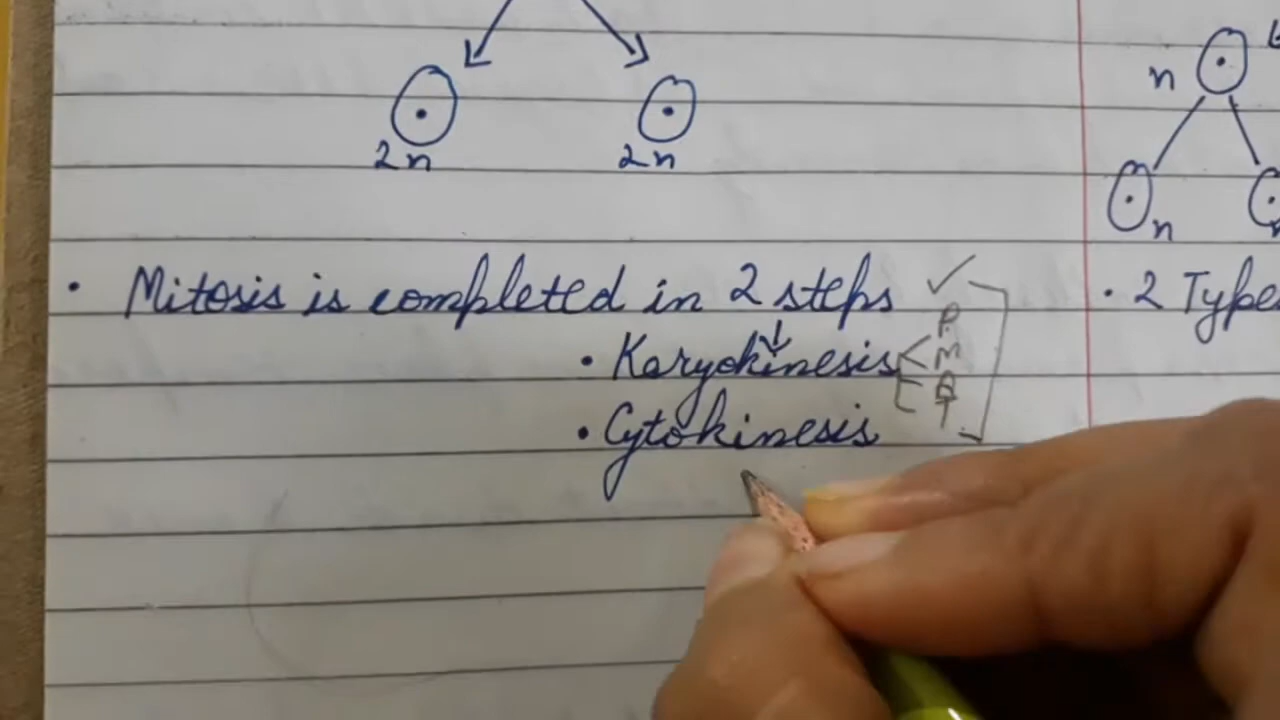 2n 2n
n
n n
• Mitosis is completed in 2 steps ✓
• Karyokinesis
P
M
A
T
• Cytokinesis
• 2 Type